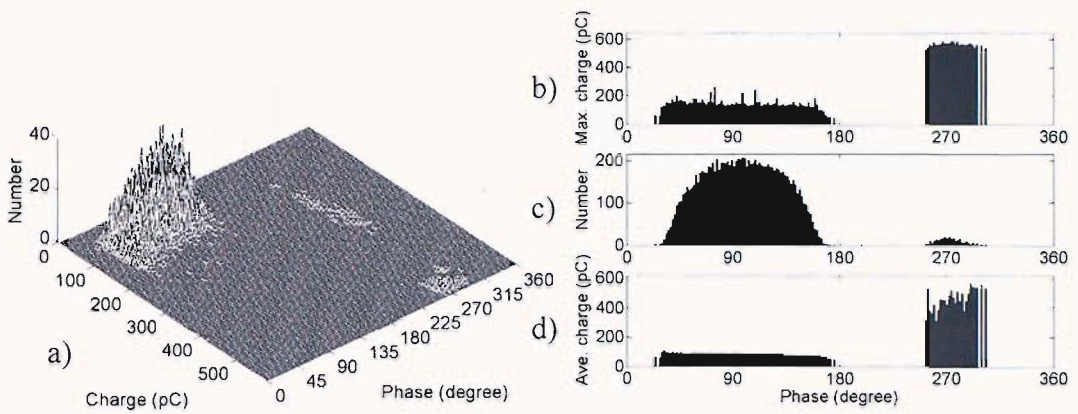 a)
Number
40
20
0
0
100
200
300
400
500
Charge (pC)
0
45
90
135
180
225
270
315
360
Phase (degree)
b)
Max. charge (pC)
600
400
200
0
0 90 180 270 360
c)
Number
200
100
0
0 90 180 270 360
d)
Ave. charge (pC)
600
400
200
0
0 90 180 270 360
Phase (degree)